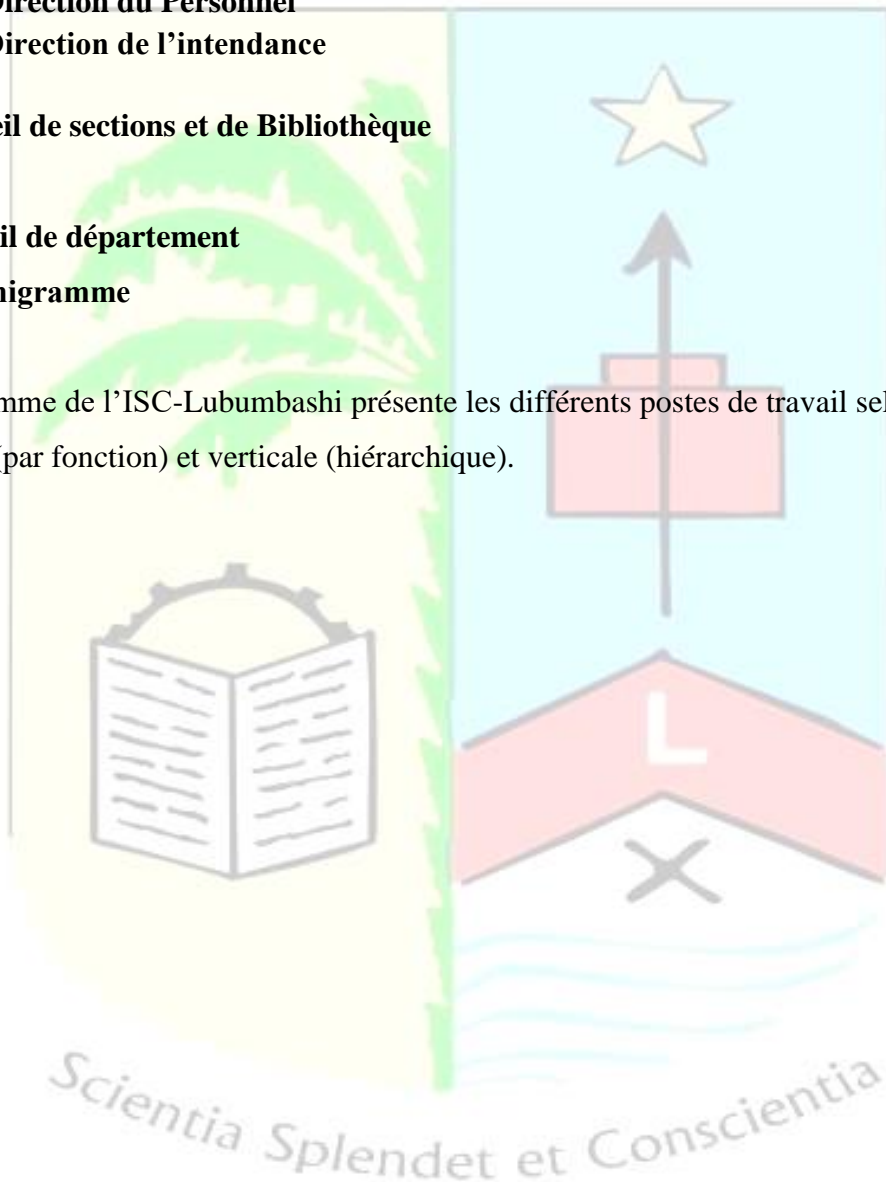 Direction du Personnel
Direction de l’intendance
eil de sections et de Bibliothèque
il de département
nigramme
mme de l’ISC-Lubumbashi présente les différents postes de travail sel
(par fonction) et verticale (hiérarchique).
L
X
Scientia Splendet et Conscientia